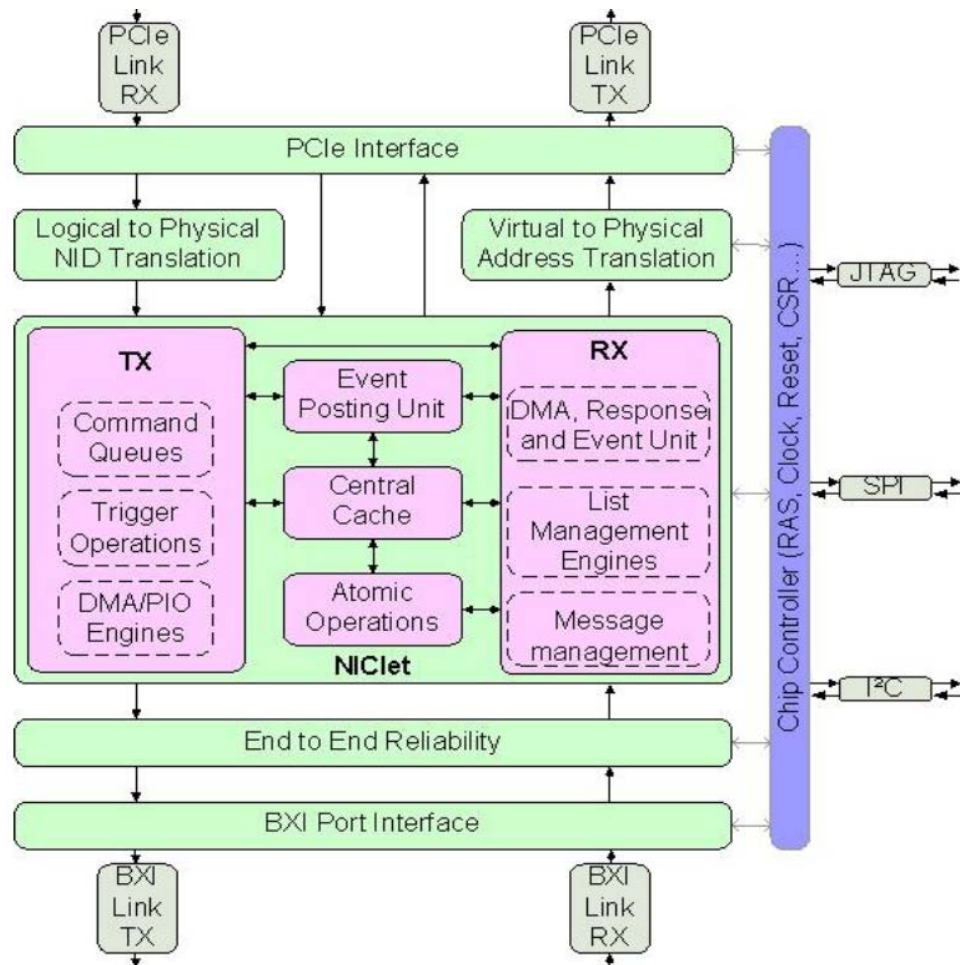 PCIe
Link
RX
PCIe
Link
TX
PCIe Interface
Logical to Physical
NID Translation
Virtual to Physical
Address Translation
TX
Command
Queues
Trigger
Operations
DMA/PIO
Engines
Event
Posting Unit
Central
Cache
Atomic
Operations
NIClet
RX
DMA, Response
and Event Unit
List
Management
Engines
Message
management
End to End Reliability
BXI Port Interface
BXI
Link
TX
BXI
Link
RX
Chip Controller (RAS, Clock, Reset, CSR...)
JTAG
SPI
I²C